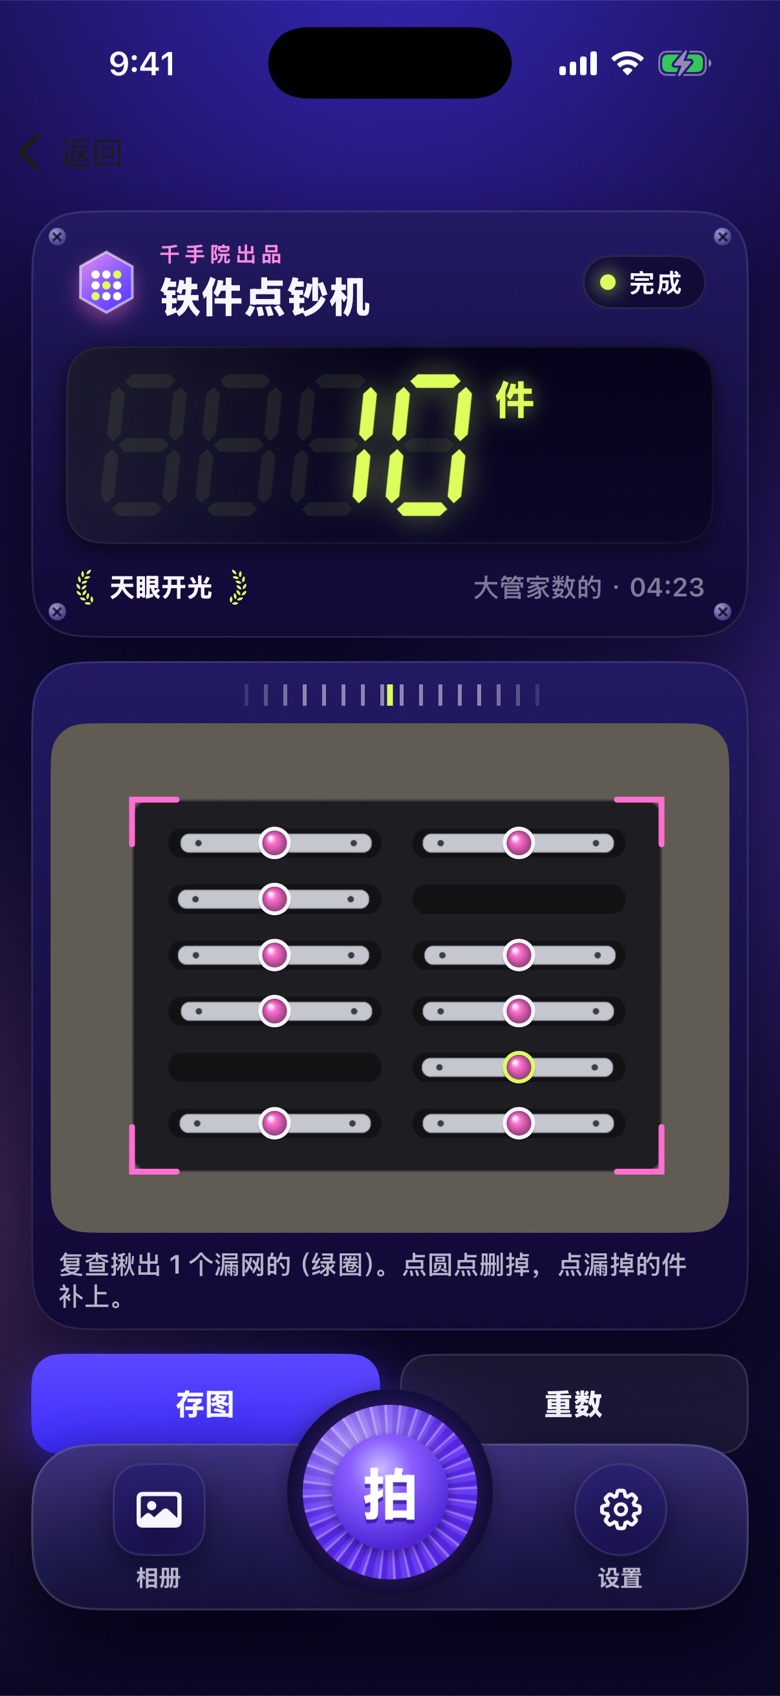 9:41
返回
千手院出品
铁件点钞机
完成
10 件
天眼开光
大管家数的 · 04:23
复查揪出 1 个漏网的（绿圈）。点圆点删掉，点漏掉的件
补上。
存图
重数
拍
相册
设置